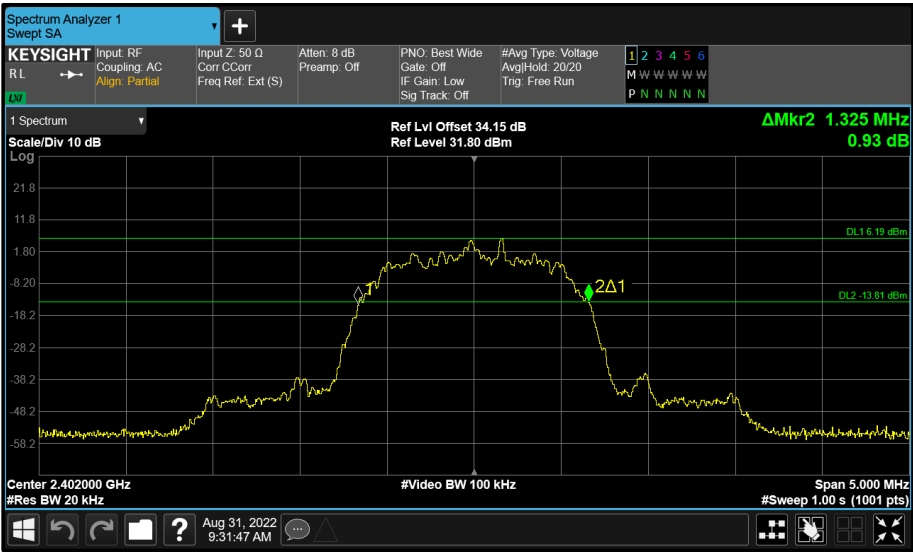 Spectrum Analyzer 1
Swept SA
+
KEYSIGHT
RL
LXI
Input: RF
Coupling: AC
Align: Partial
Input Z: 50 Ω
Corr CCorr
Freq Ref: Ext (S)
Atten: 8 dB
Preamp: Off
PNO: Best Wide
Gate: Off
IF Gain: Low
Sig Track: Off
#Avg Type: Voltage
Avg|Hold: 20/20
Trig: Free Run
1 2 3 4 5 6
M W W W W W
P N N N N N
1 Spectrum
Scale/Div 10 dB
Ref Lvl Offset 34.15 dB
Ref Level 31.80 dBm
ΔMkr2 1.325 MHz
0.93 dB
Log
21.8
11.8
1.80
-8.20
-18.2
-28.2
-38.2
-48.2
-58.2
DL1 6.19 dBm
DL2 -13.81 dBm
1
2Δ1
Center 2.402000 GHz
#Res BW 20 kHz
#Video BW 100 kHz
Span 5.000 MHz
#Sweep 1.00 s (1001 pts)
?
Aug 31, 2022
9:31:47 AM